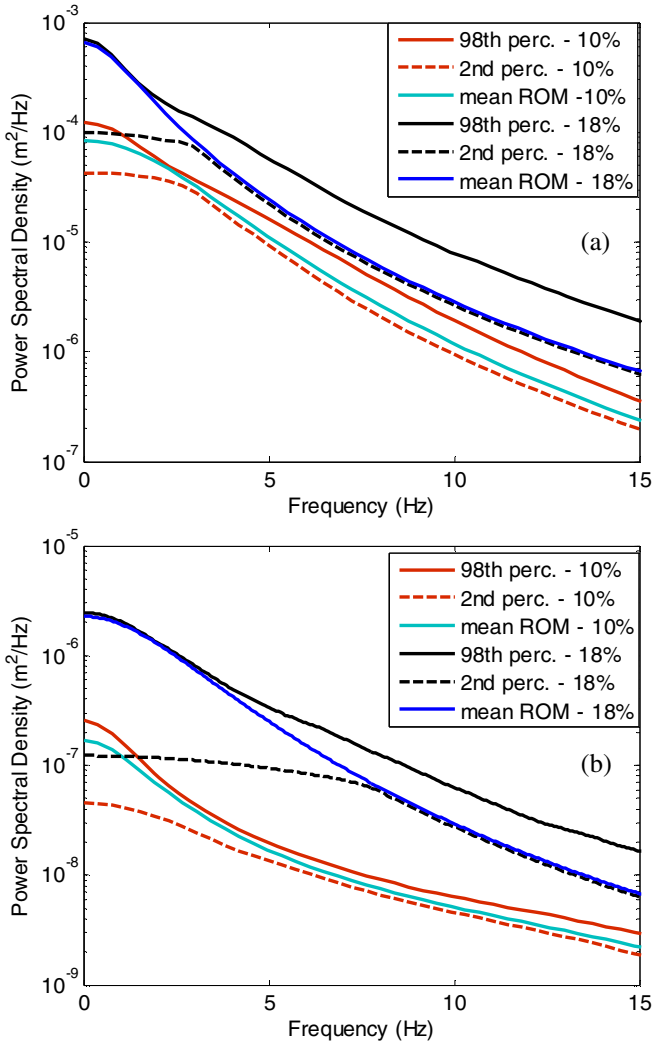 10^-3
10^-4
10^-5
10^-6
10^-7
Power Spectral Density (m^2/Hz)
98th perc. - 10%
2nd perc. - 10%
mean ROM -10%
98th perc. - 18%
2nd perc. - 18%
mean ROM - 18%
(a)
0 5 10 15
Frequency (Hz)
10^-5
10^-6
10^-7
10^-8
10^-9
Power Spectral Density (m^2/Hz)
98th perc. - 10%
2nd perc. - 10%
mean ROM - 10%
98th perc. - 18%
2nd perc. - 18%
mean ROM - 18%
(b)
0 5 10 15
Frequency (Hz)